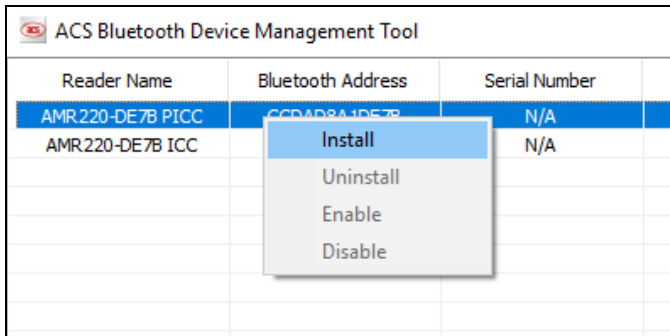 ACS Bluetooth Device Management Tool
Reader Name Bluetooth Address Serial Number
AMR220-DE7B PICC N/A
AMR220-DE7B ICC N/A
Install
Uninstall
Enable
Disable